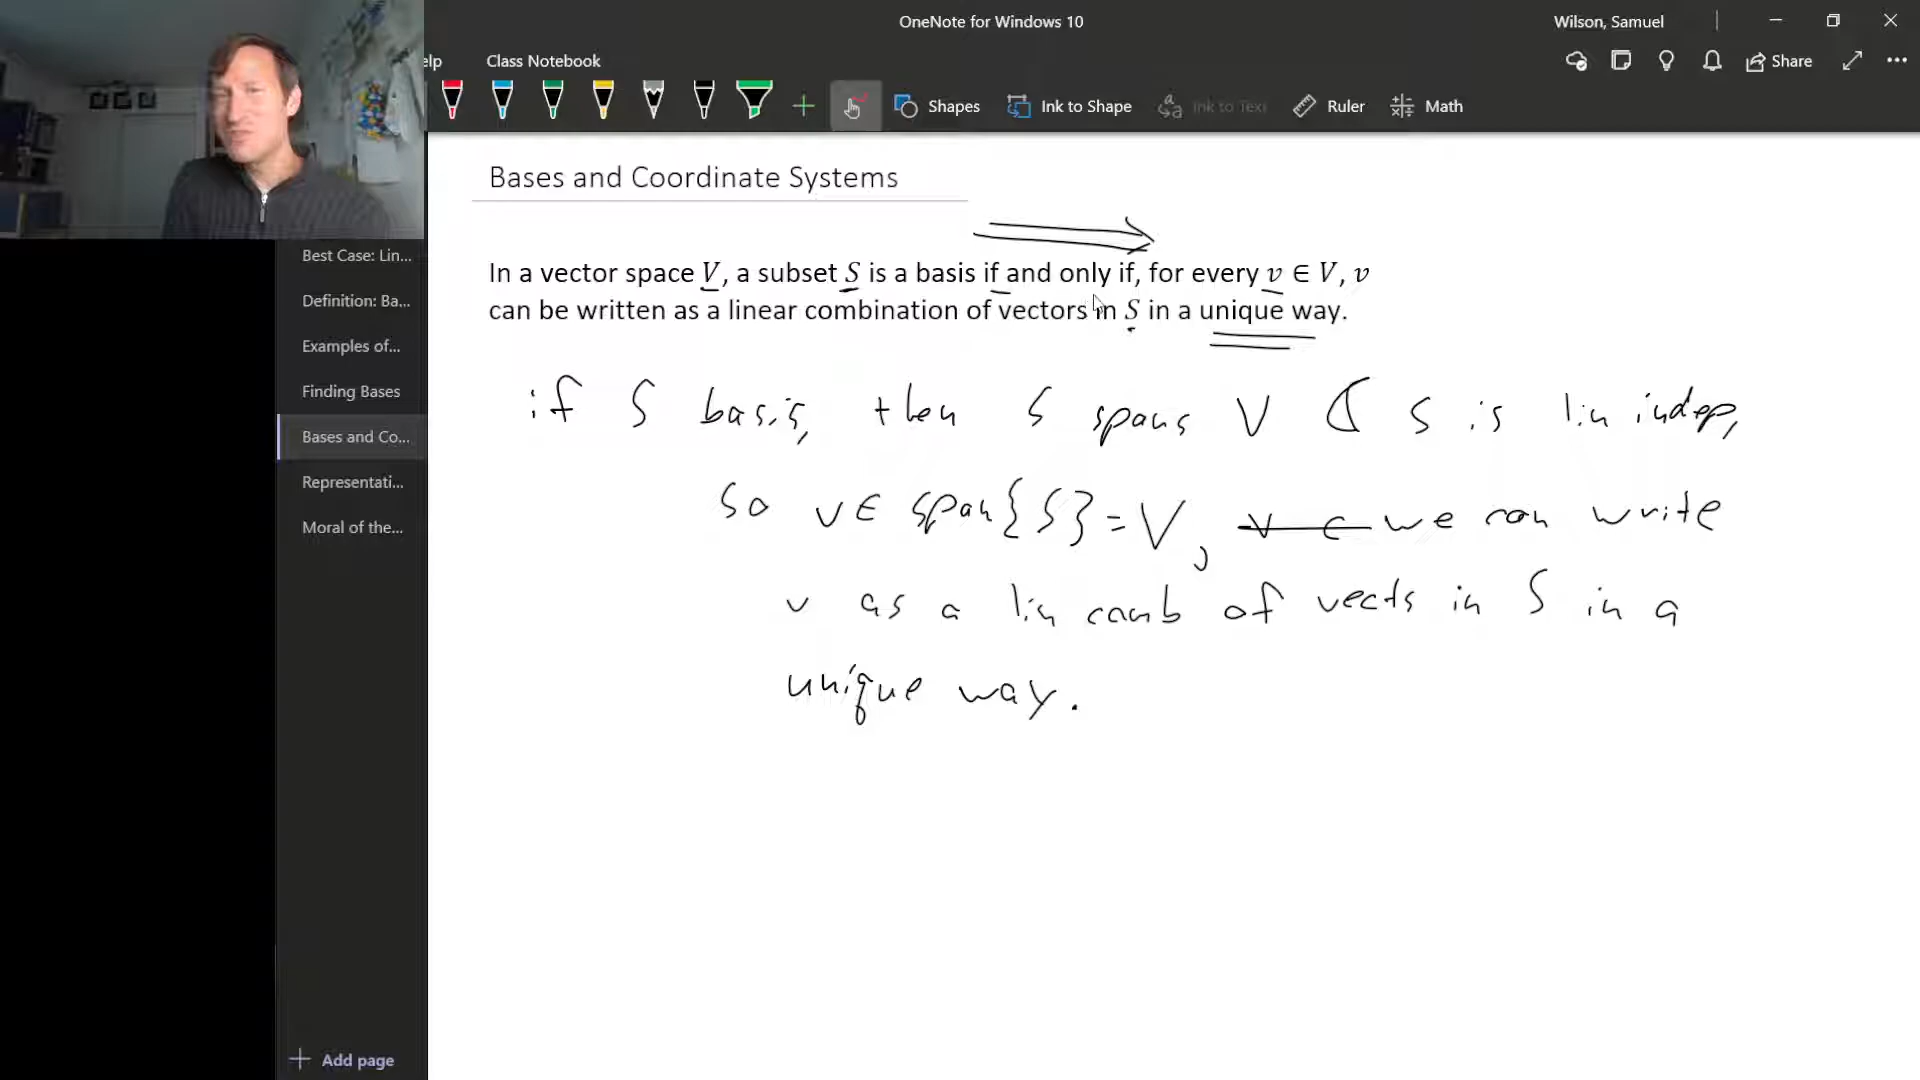 OneNote for Windows 10
Wilson, Samuel
elp
Class Notebook
Share
Shapes
Ink to Shape
Ink to Text
Ruler
Math
Bases and Coordinate Systems
Best Case: Lin...
Definition: Ba...
Examples of...
Finding Bases
Bases and Co...
Representati...
Moral of the...
Add page
In a vector space V, a subset S is a basis if and only if, for every v ∈ V, v
can be written as a linear combination of vectors in S in a unique way.
if S basis, then S spans V & S is lin indep,
so v ∈ span{S} = V, v ∈ we can write
v as a lin comb of vects in S in a
unique way.